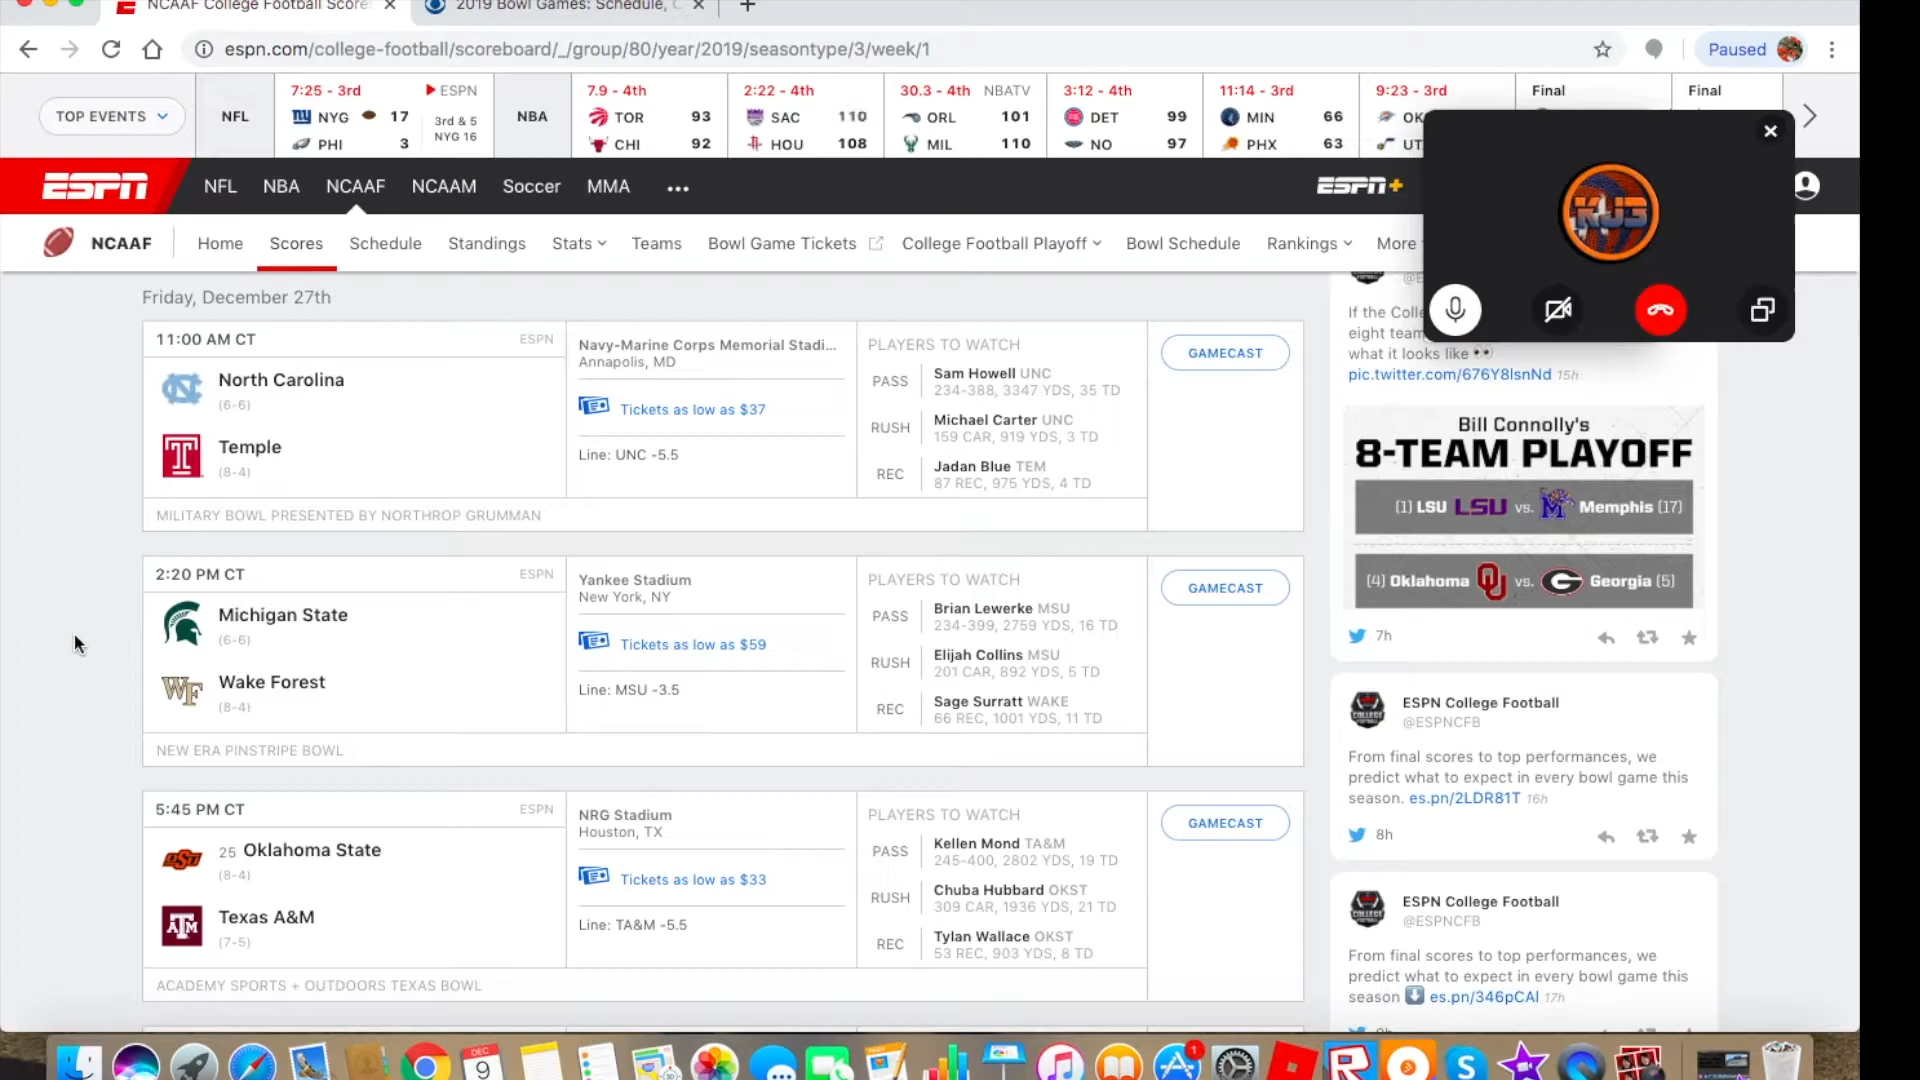 NCAAF College Football Score
2019 Bowl Games: Schedule,
espn.com/college-football/scoreboard/_/group/80/year/2019/seasontype/3/week/1
Paused
TOP EVENTS
NFL
7:25 - 3rd
ESPN
NYG 17
PHI 3
3rd & 5
NYG 16
NBA
7.9 - 4th
TOR 93
CHI 92
2:22 - 4th
SAC 110
HOU 108
30.3 - 4th NBATV
ORL 101
MIL 110
3:12 - 4th
DET 99
NO 97
11:14 - 3rd
MIN 66
PHX 63
9:23 - 3rd
Final
Final
ESPN NFL NBA NCAAF NCAAM Soccer MMA ... ESPN+
KJ3
NCAAF Home Scores Schedule Standings Stats Teams Bowl Game Tickets College Football Playoff Bowl Schedule Rankings More
Friday, December 27th
11:00 AM CT ESPN
North Carolina
(6-6)
Temple
(8-4)
MILITARY BOWL PRESENTED BY NORTHROP GRUMMAN
Navy-Marine Corps Memorial Stadi...
Annapolis, MD
Tickets as low as $37
Line: UNC -5.5
PLAYERS TO WATCH
PASS Sam Howell UNC
234-388, 3347 YDS, 35 TD
RUSH Michael Carter UNC
159 CAR, 919 YDS, 3 TD
REC Jadan Blue TEM
87 REC, 975 YDS, 4 TD
GAMECAST
2:20 PM CT ESPN
Michigan State
(6-6)
Wake Forest
(8-4)
NEW ERA PINSTRIPE BOWL
Yankee Stadium
New York, NY
Tickets as low as $59
Line: MSU -3.5
PLAYERS TO WATCH
PASS Brian Lewerke MSU
234-399, 2759 YDS, 16 TD
RUSH Elijah Collins MSU
201 CAR, 892 YDS, 5 TD
REC Sage Surratt WAKE
66 REC, 1001 YDS, 11 TD
GAMECAST
5:45 PM CT ESPN
25 Oklahoma State
(8-4)
Texas A&M
(7-5)
ACADEMY SPORTS + OUTDOORS TEXAS BOWL
NRG Stadium
Houston, TX
Tickets as low as $33
Line: TA&M -5.5
PLAYERS TO WATCH
PASS Kellen Mond TA&M
245-400, 2802 YDS, 19 TD
RUSH Chuba Hubbard OKST
309 CAR, 1936 YDS, 21 TD
REC Tylan Wallace OKST
53 REC, 903 YDS, 8 TD
GAMECAST
If the Colle
eight team
what it looks like 👀
pic.twitter.com/676Y8lsnNd 15h
Bill Connolly's
8-TEAM PLAYOFF
(1) LSU LSU vs. Memphis (17)
(4) Oklahoma OU vs. G Georgia (5)
7h
ESPN College Football
@ESPNCFB
From final scores to top performances, we
predict what to expect in every bowl game this
season. es.pn/2LDR81T 16h
8h
ESPN College Football
@ESPNCFB
From final scores to top performances, we
predict what to expect in every bowl game this
season ⬇️ es.pn/346pCAl 17h
DEC
9
1